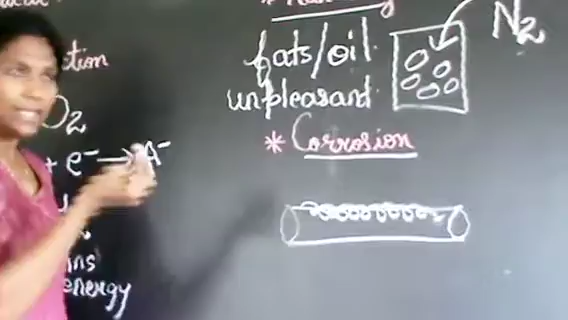 ction
O2
+ e⁻ → A⁻
ins
energy
fats/oil
unpleasant
N2
* Corrosion